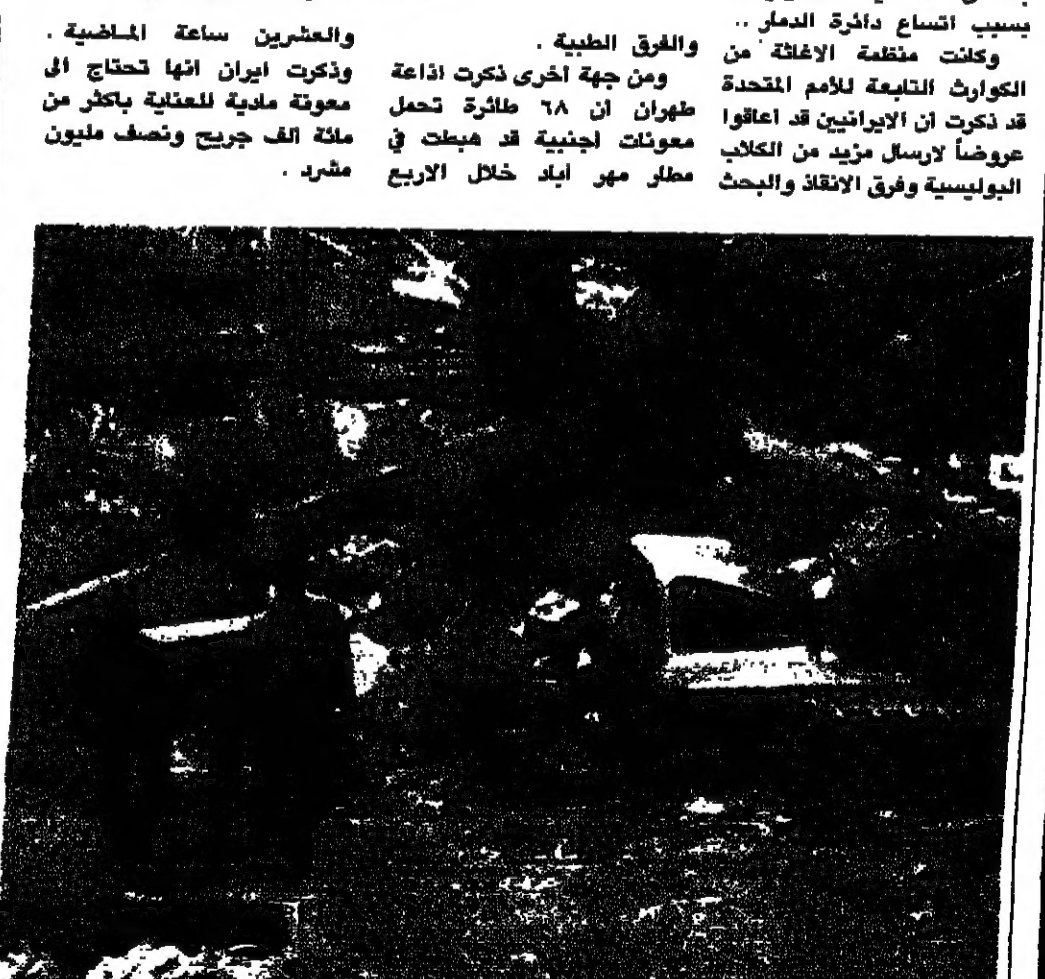 بسبب اتساع دائرة الدمار ..
وكانت منظمة الاغاثة من
الكوارث التابعة للأمم المتحدة
قد ذكرت أن الايرانيين قد اعاقوا
عروضاً لارسال مزيد من الكلاب
البوليسية وفرق الانقاذ والبحث
والفرق الطبية .
ومن جهة أخرى ذكرت اذاعة
طهران ان ٦٨ طائرة تحمل
معونات اجنبية قد هبطت في
مطار مهر أباد خلال الاربع
والعشرين ساعة الماضية .
وذكرت ايران انها تحتاج الى
معونة مادية للعناية باكثر من
مائة الف جريح ونصف مليون
مشرد .